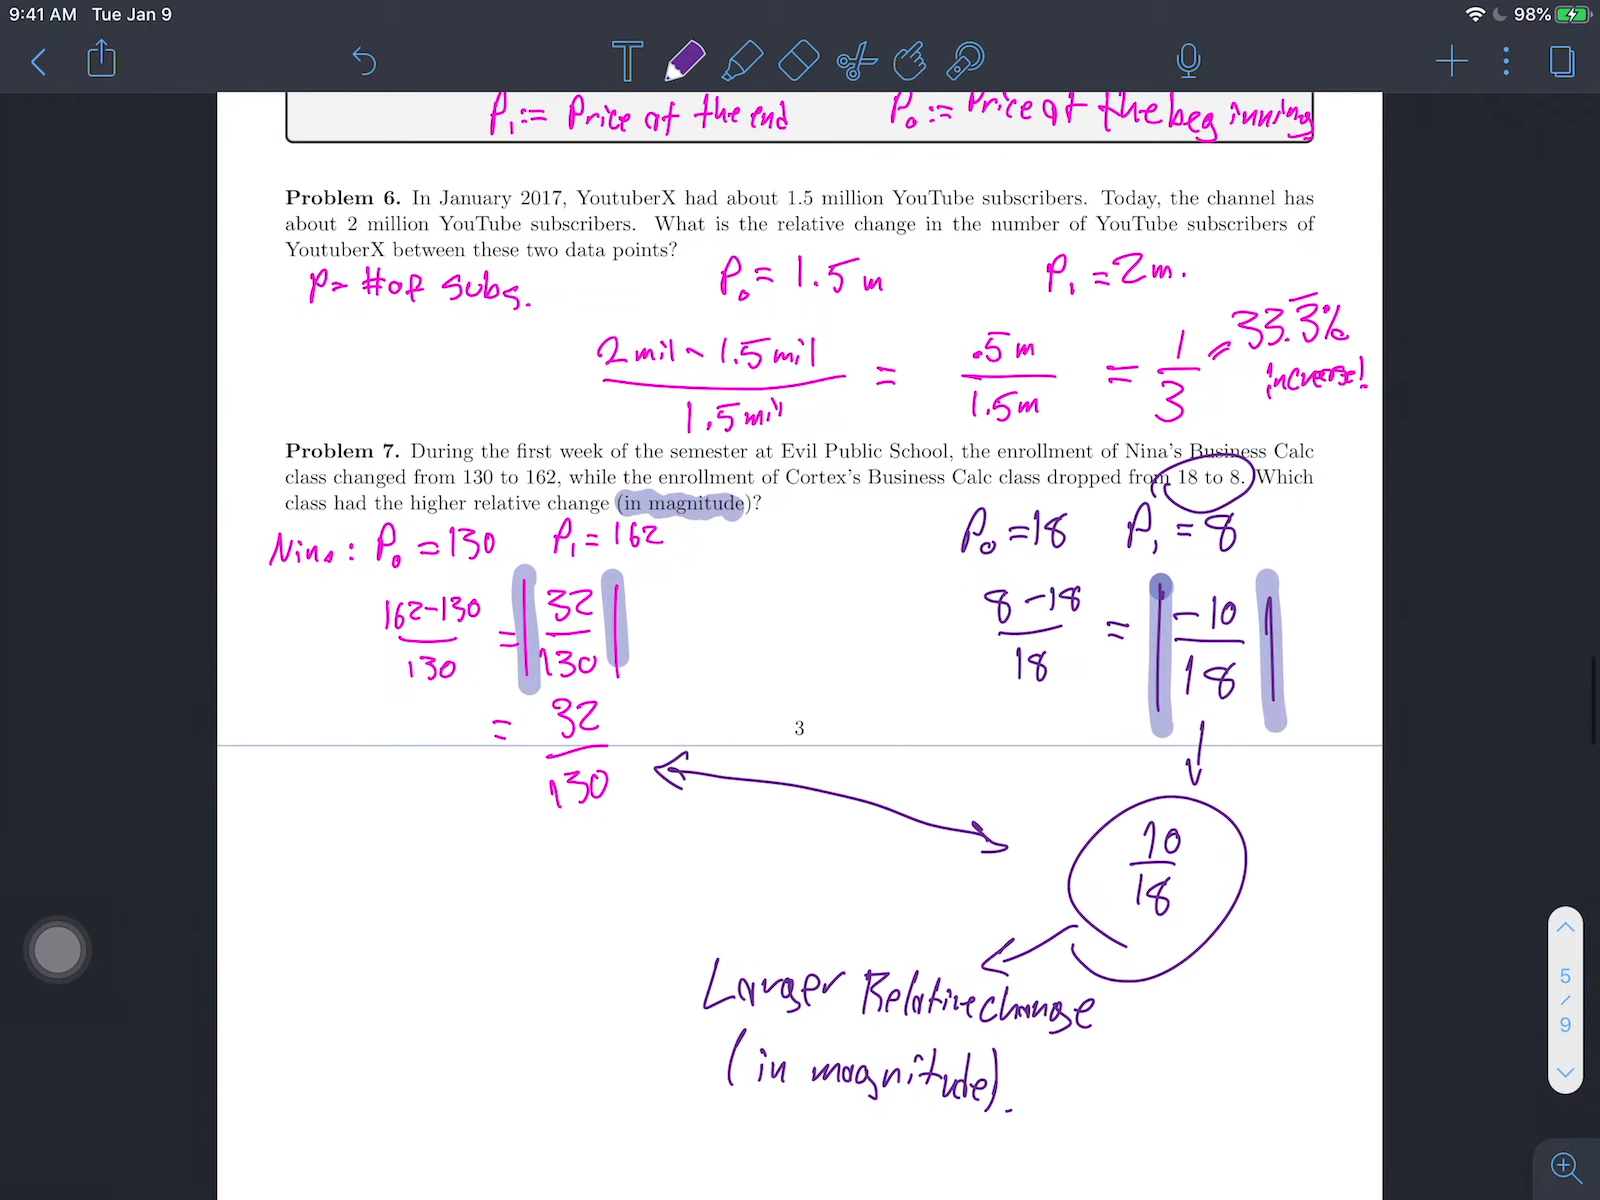 9:41 AM Tue Jan 9
98%
P₁ := Price at the end P₀ := Price at the beginning
Problem 6. In January 2017, YoutuberX had about 1.5 million YouTube subscribers. Today, the channel has
about 2 million YouTube subscribers. What is the relative change in the number of YouTube subscribers of
YoutuberX between these two data points?
P= # of subs. P₀ = 1.5 m P₁ = 2 m.
2 mil - 1.5 mil / 1.5 mil = .5 m / 1.5 m = 1/3 = 33.3̅%
increase!
Problem 7. During the first week of the semester at Evil Public School, the enrollment of Nina's Business Calc
class changed from 130 to 162, while the enrollment of Cortex's Business Calc class dropped from 18 to 8. Which
class had the higher relative change (in magnitude)?
Nina: P₀ = 130 P₁ = 162 P₀ = 18 P₁ = 8
162-130 / 130 = | 32 / 130 | 8-18 / 18 = | -10 / 18 |
= 32 / 130
3
10 / 18
Larger Relative change
(in magnitude).
5
/
9